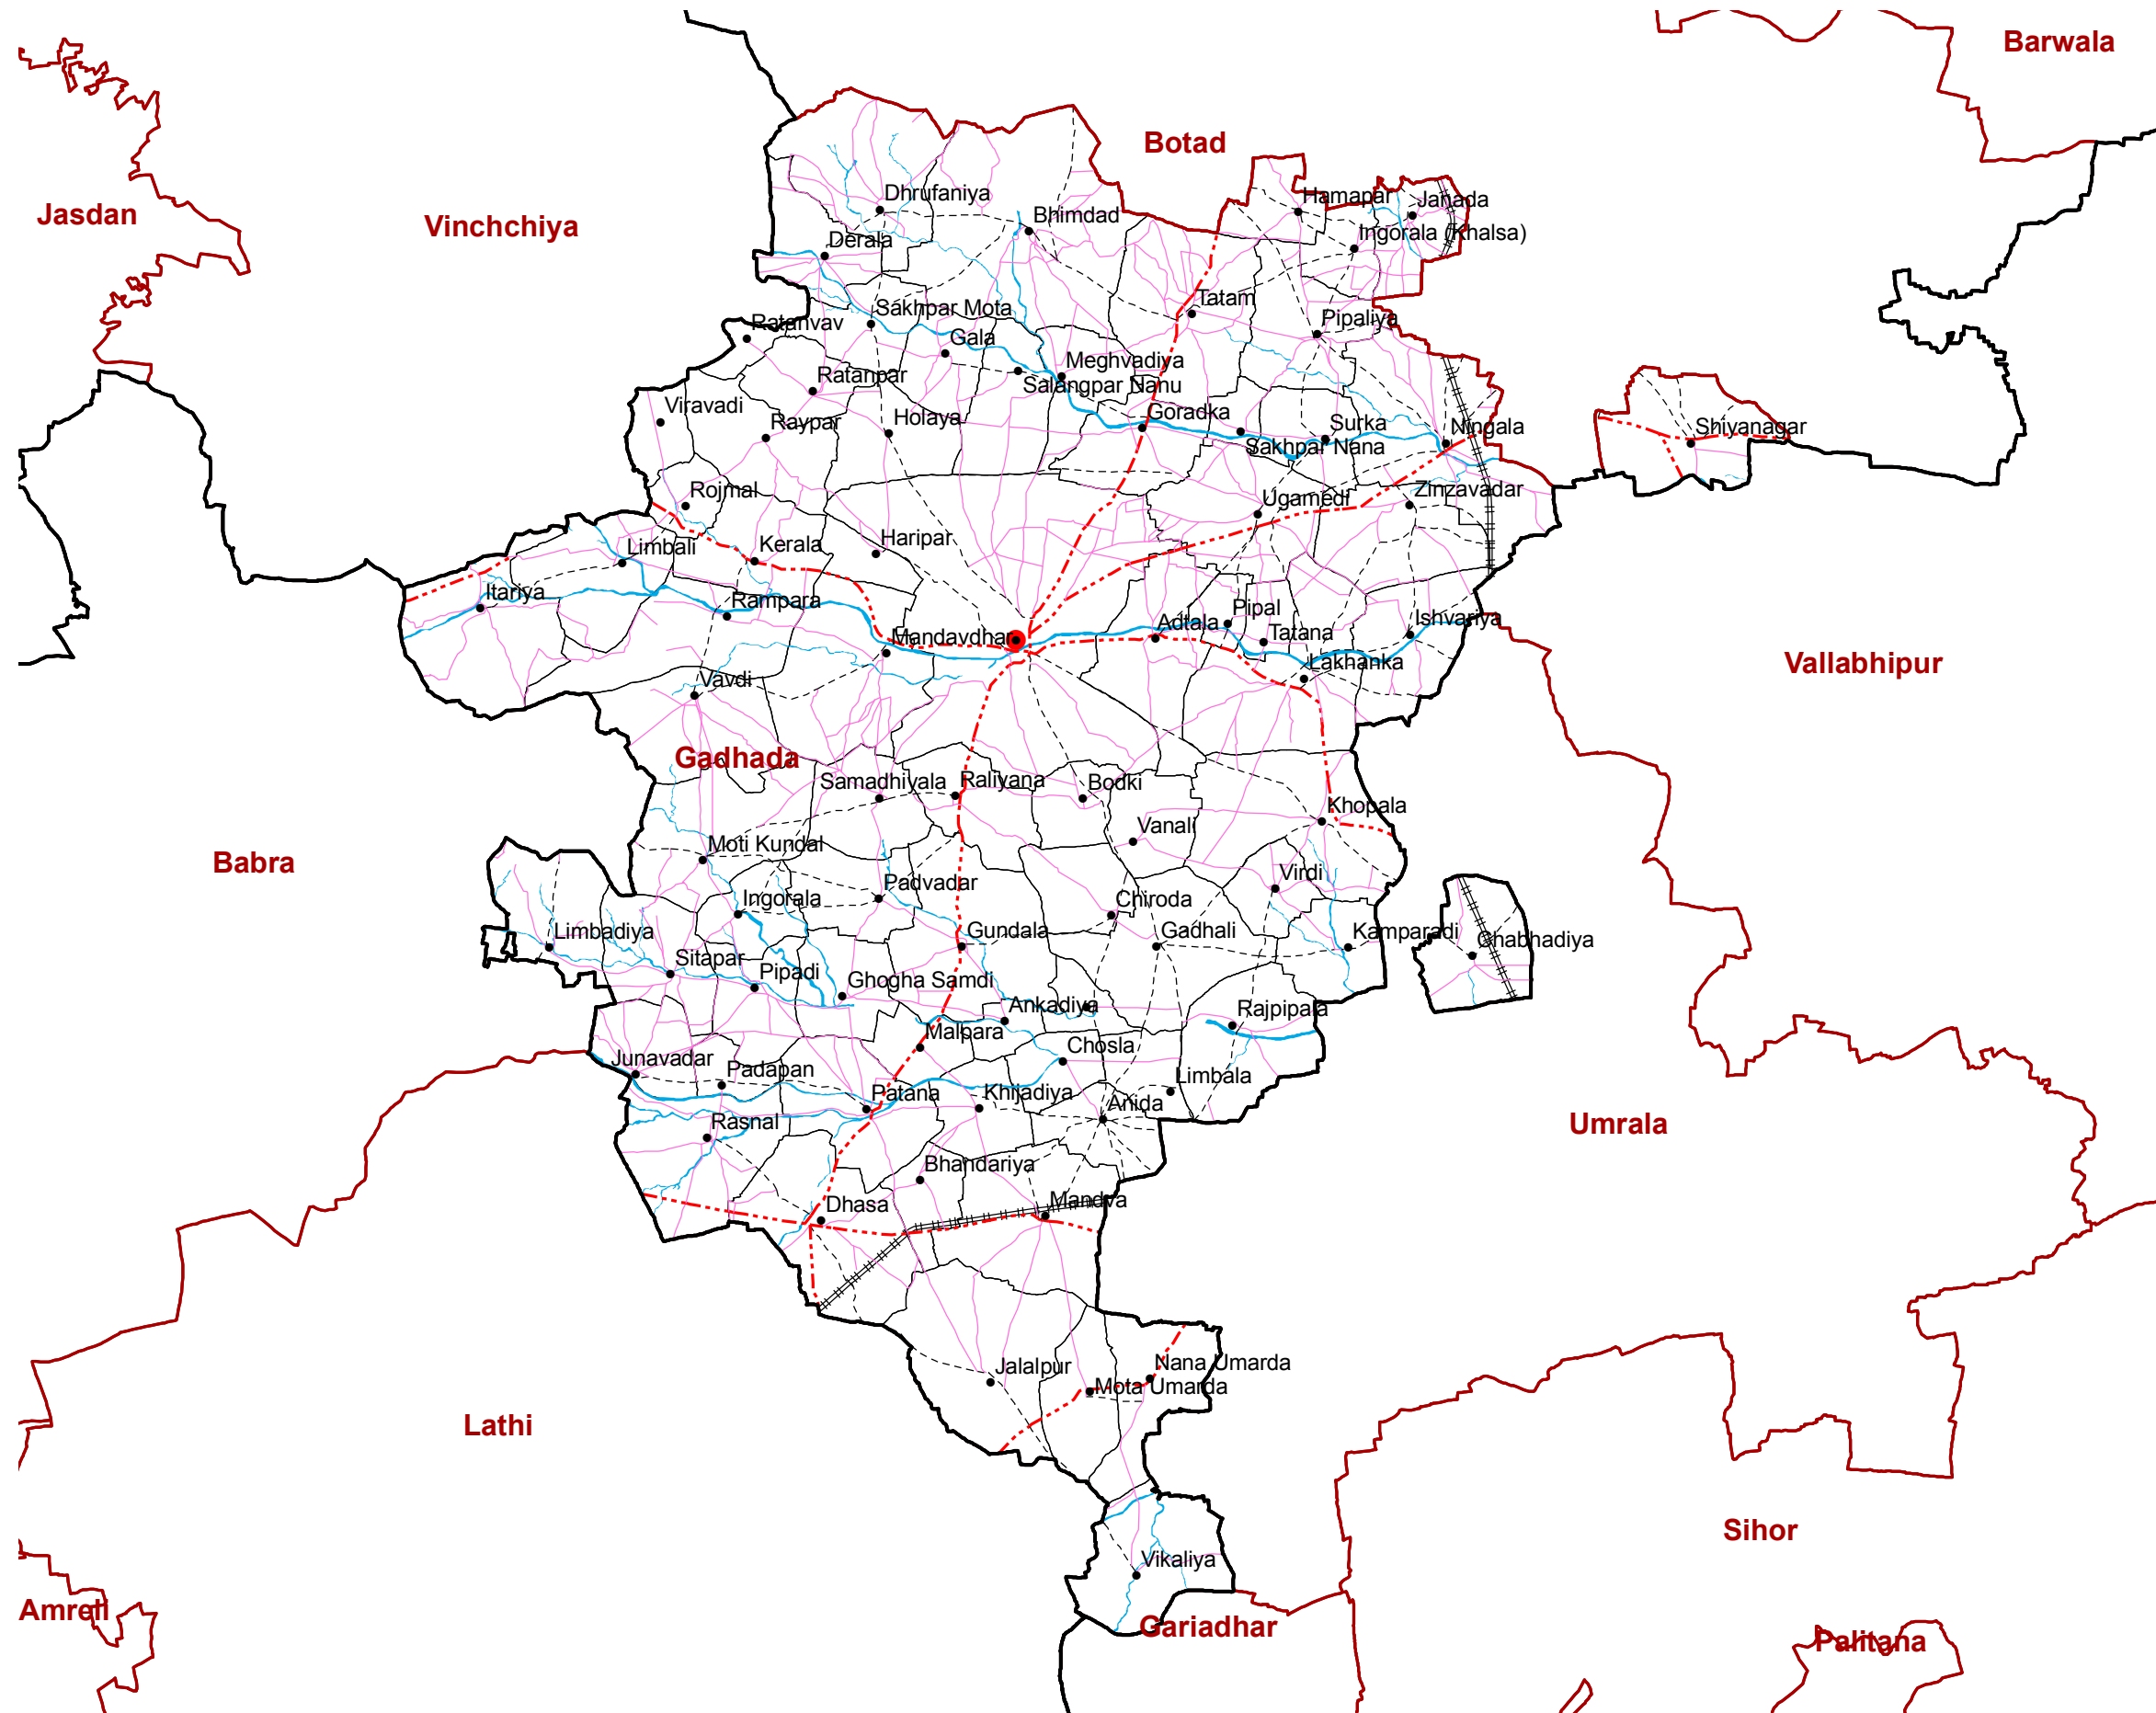 Barwala
Botad
Jasdan
Vinchchiya
Dhrufaniya
Hamapar
Janada
Bhimdad
Ingorala (Khalsa)
Derala
Tatam
Sakhpar Mota
Ratanvav
Pipaliya
Gala
Meghvadiya
Ratanpar
Salangpar Nanu
Viravadi
Goradka
Holaya
Raypar
Surka
Ningala
Shiyanagar
Sakhpar Nana
Rojmal
Ugamedi
Zinzavadar
Haripar
Limbali
Kerala
Itariya
Rampara
Pipal
Adtala
Ishvariya
Mandavdhar
Tatana
Lakhanka
Vallabhipur
Vavdi
Gadhada
Samadhiyala
Raliyana
Bodki
Khopala
Vanali
Moti Kundal
Babra
Virdi
Padvadar
Ingorala
Chiroda
Limbadiya
Gundala
Gadhali
Kamparadi
Chabhadiya
Sitapar
Pipadi
Ghogha Samdi
Ankadiya
Rajpipala
Malpara
Chosla
Junavadar
Padapan
Limbala
Patana
Khijadiya
Anida
Rasnal
Umrala
Bhandariya
Dhasa
Mandva
Jalalpur
Nana Umarda
Mota Umarda
Lathi
Sihor
Vikaliya
Amreli
Gariadhar
Palitana